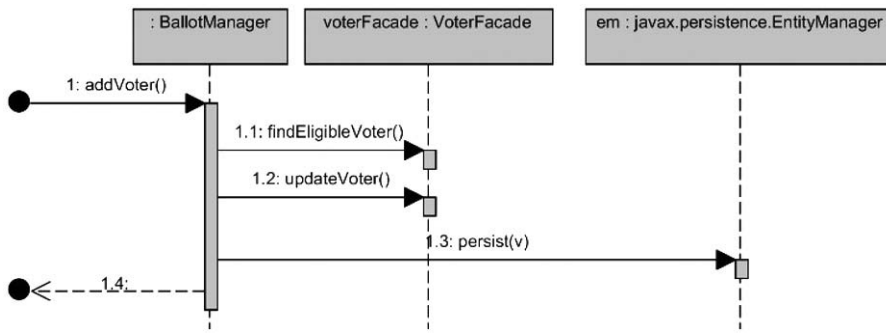 : BallotManager
voterFacade : VoterFacade
em : javax.persistence.EntityManager
1: addVoter()
1.1: findEligibleVoter()
1.2: updateVoter()
1.3: persist(v)
1.4: